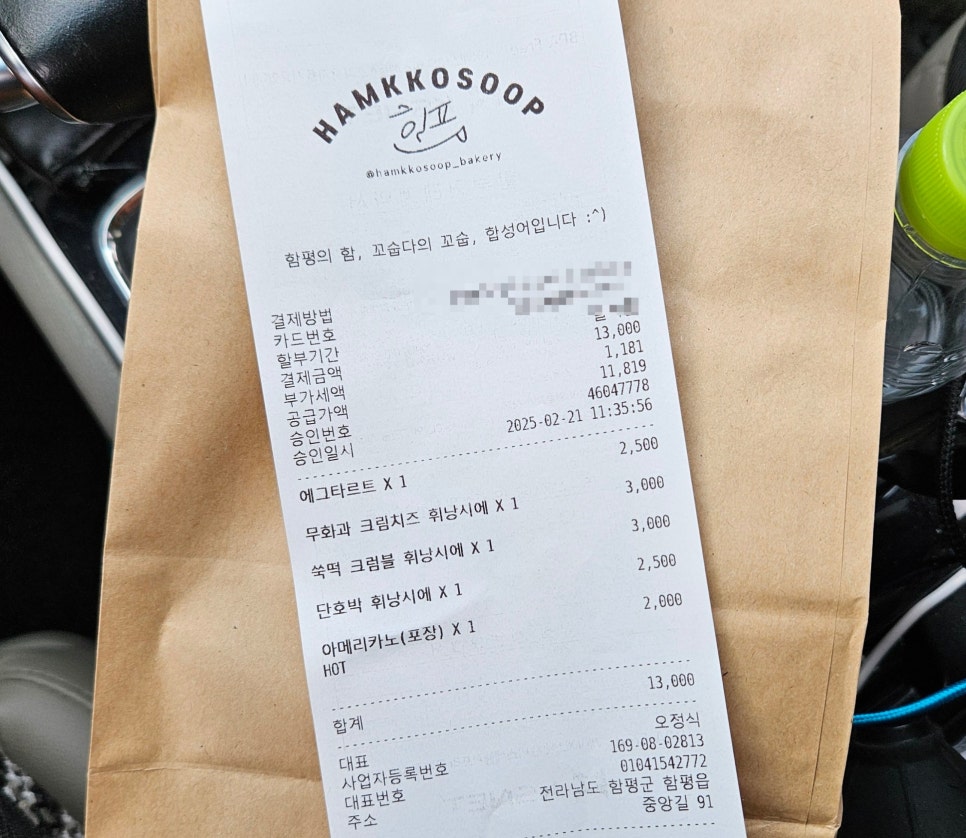 HAMKKOSOOP
함평
@hamkkosoop_bakery
함평의 함, 꼬숩다의 꼬숩, 합성어입니다 :^)
결제방법
카드번호
할부기간
결제금액 13,000
부가세액 1,181
공급가액 11,819
승인번호 46047778
승인일시 2025-02-21 11:35:56
에그타르트 X 1 2,500
무화과 크림치즈 휘낭시에 X 1 3,000
쑥떡 크럼블 휘낭시에 X 1 3,000
단호박 휘낭시에 X 1 2,500
아메리카노(포장) X 1 2,000
HOT
합계 13,000
대표 오정식
사업자등록번호 169-08-02813
대표번호 01041542772
주소 전라남도 함평군 함평읍
중앙길 91